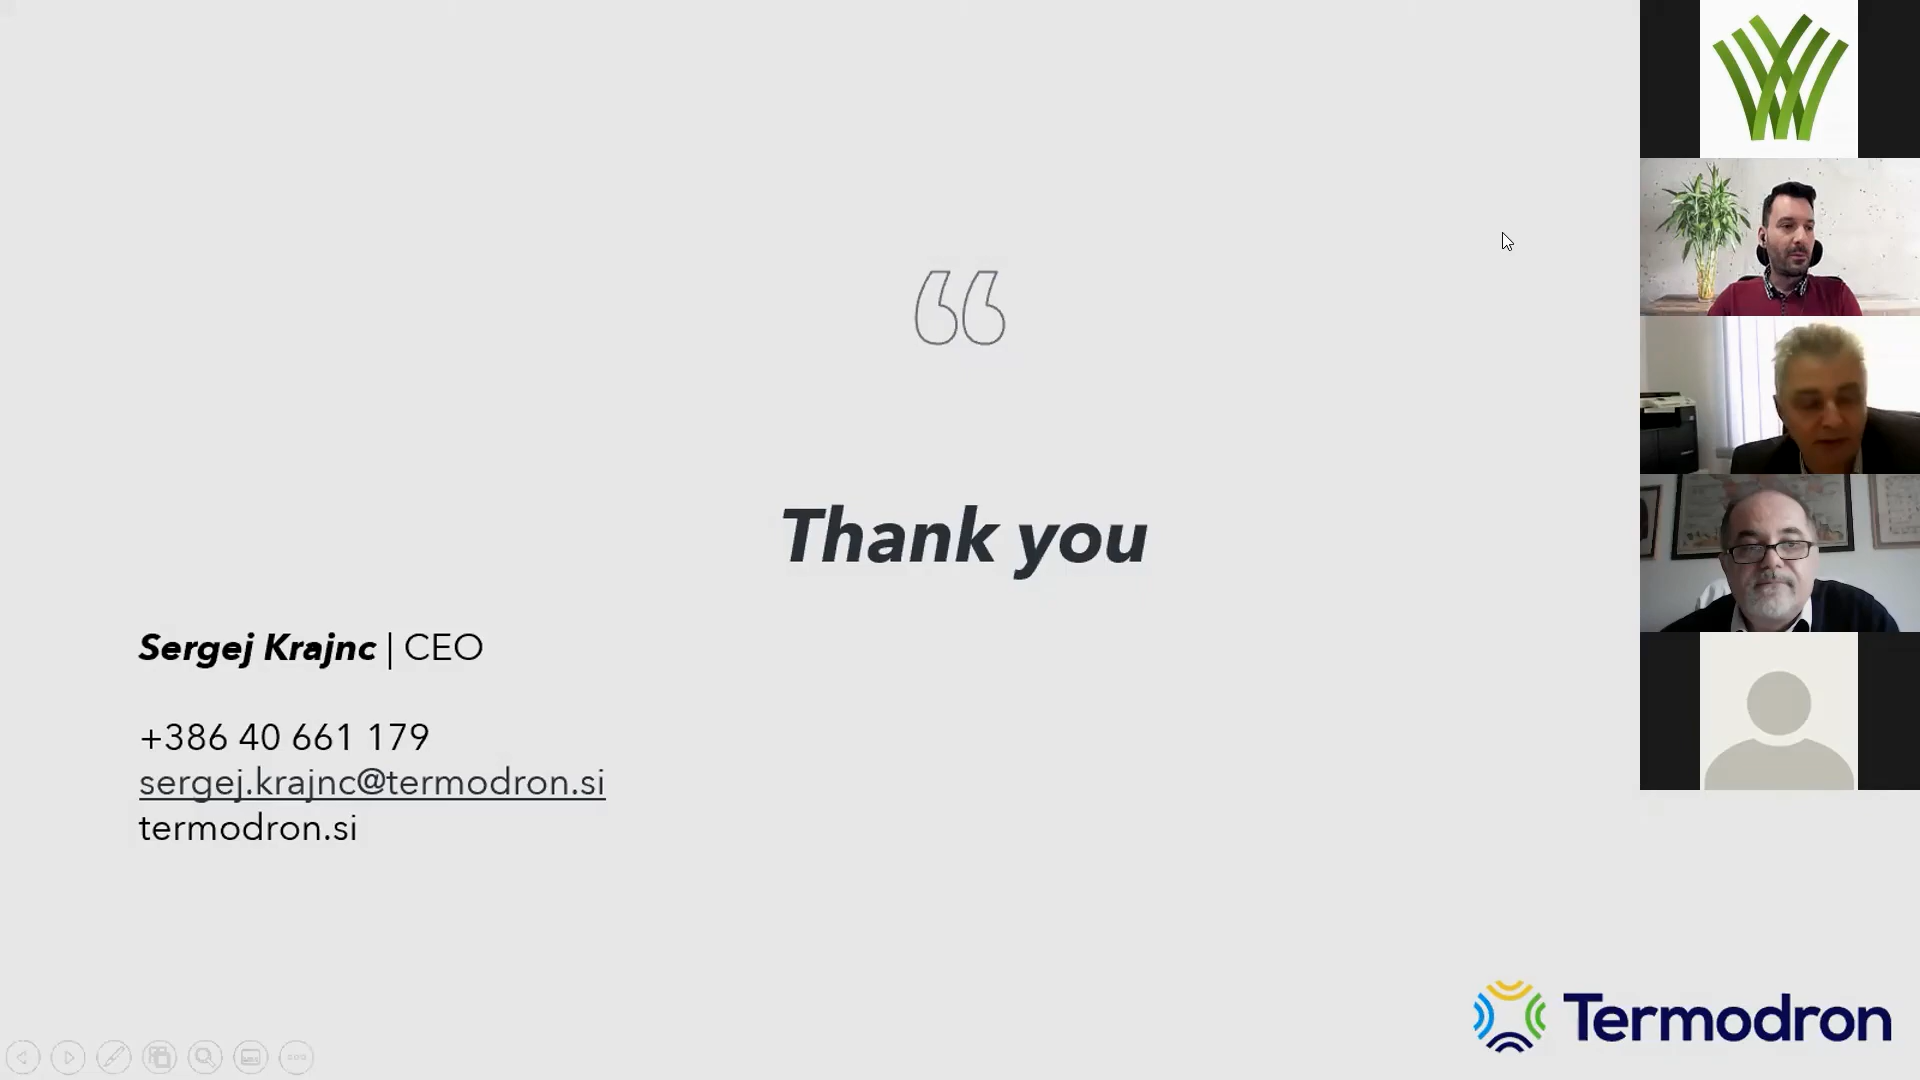 “
Thank you
Sergej Krajnc | CEO
+386 40 661 179
sergej.krajnc@termodron.si
termodron.si
Termodron